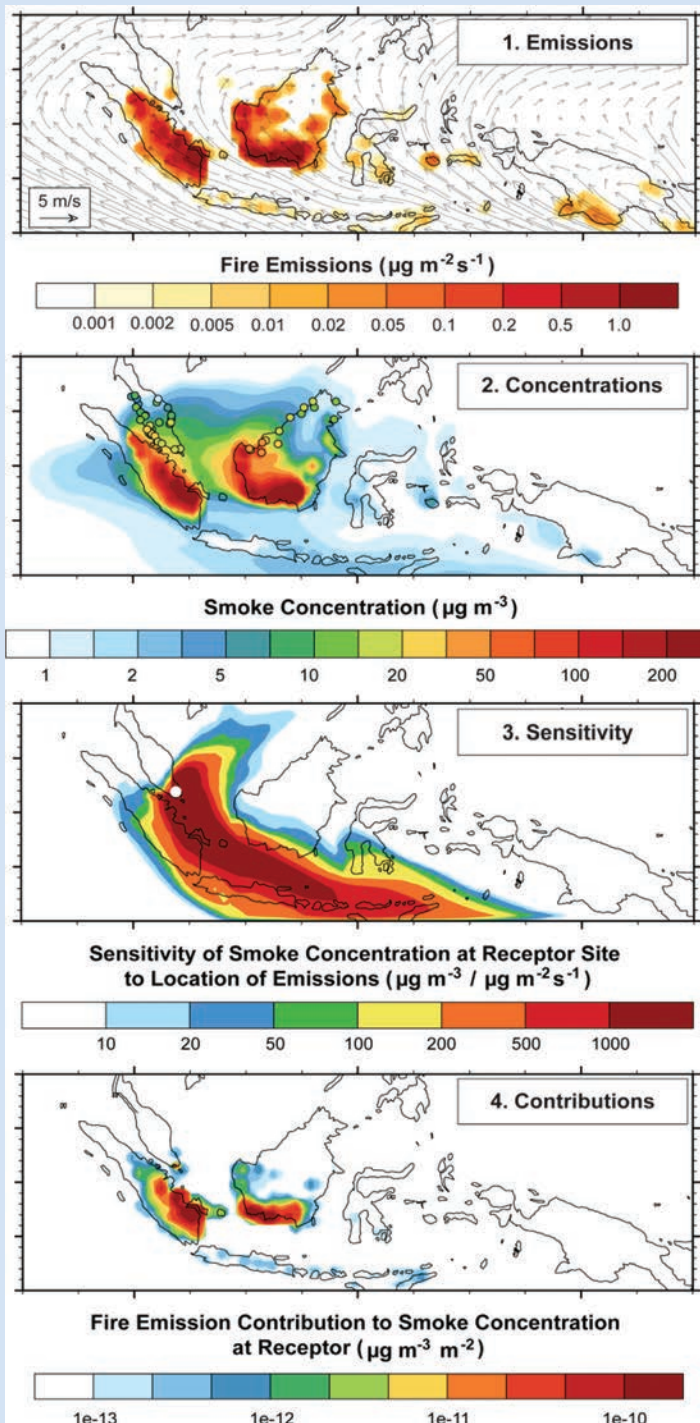 1. Emissions
5 m/s
Fire Emissions (µg m⁻² s⁻¹)
0.001 0.002 0.005 0.01 0.02 0.05 0.1 0.2 0.5 1.0
2. Concentrations
Smoke Concentration (µg m⁻³)
1 2 5 10 20 50 100 200
3. Sensitivity
Sensitivity of Smoke Concentration at Receptor Site
to Location of Emissions (µg m⁻³ / µg m⁻² s⁻¹)
10 20 50 100 200 500 1000
4. Contributions
Fire Emission Contribution to Smoke Concentration
at Receptor (µg m⁻³ m⁻²)
1e-13 1e-12 1e-11 1e-10